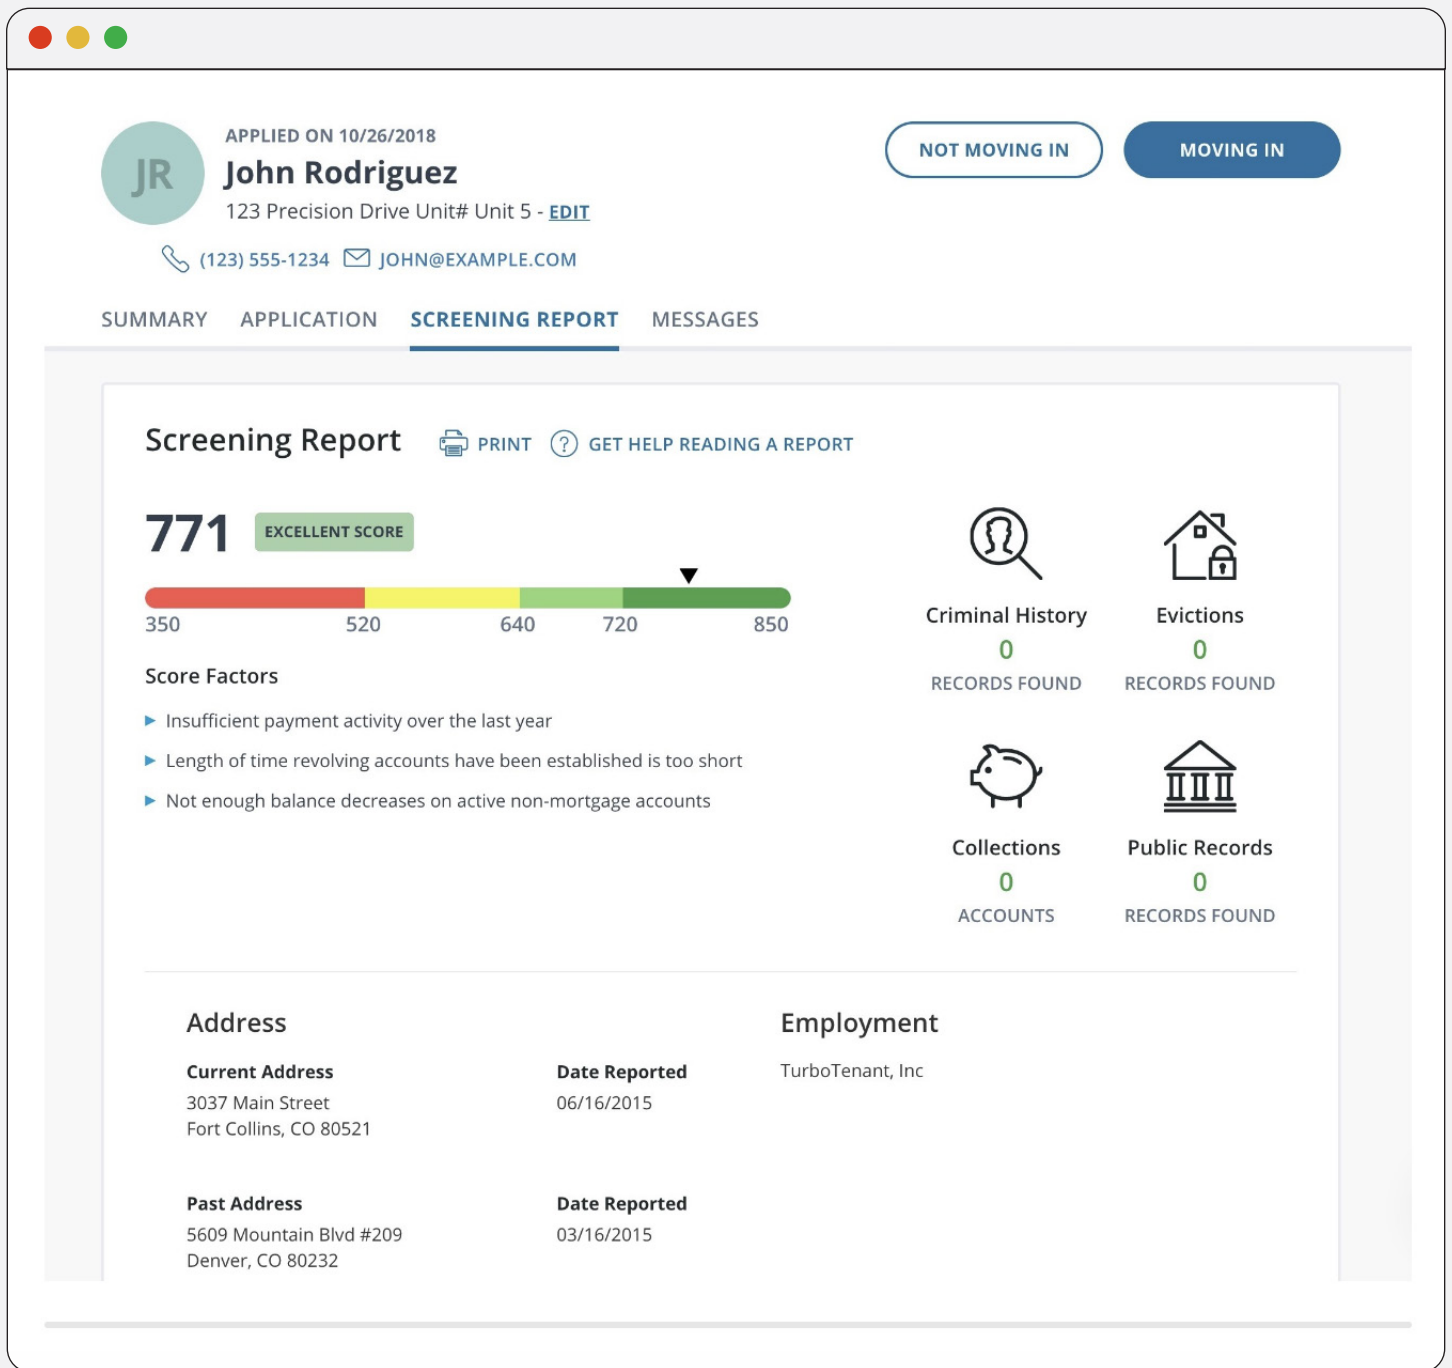 APPLIED ON 10/26/2018
JR
John Rodriguez
123 Precision Drive Unit# Unit 5 - EDIT
NOT MOVING IN
MOVING IN
(123) 555-1234 JOHN@EXAMPLE.COM
SUMMARY APPLICATION SCREENING REPORT MESSAGES
Screening Report PRINT ? GET HELP READING A REPORT
771 EXCELLENT SCORE
350 520 640 720 850
Score Factors
Insufficient payment activity over the last year
Length of time revolving accounts have been established is too short
Not enough balance decreases on active non-mortgage accounts
Criminal History
0
RECORDS FOUND
Evictions
0
RECORDS FOUND
Collections
0
ACCOUNTS
Public Records
0
RECORDS FOUND
Address
Current Address Date Reported
3037 Main Street 06/16/2015
Fort Collins, CO 80521
Past Address Date Reported
5609 Mountain Blvd #209 03/16/2015
Denver, CO 80232
Employment
TurboTenant, Inc